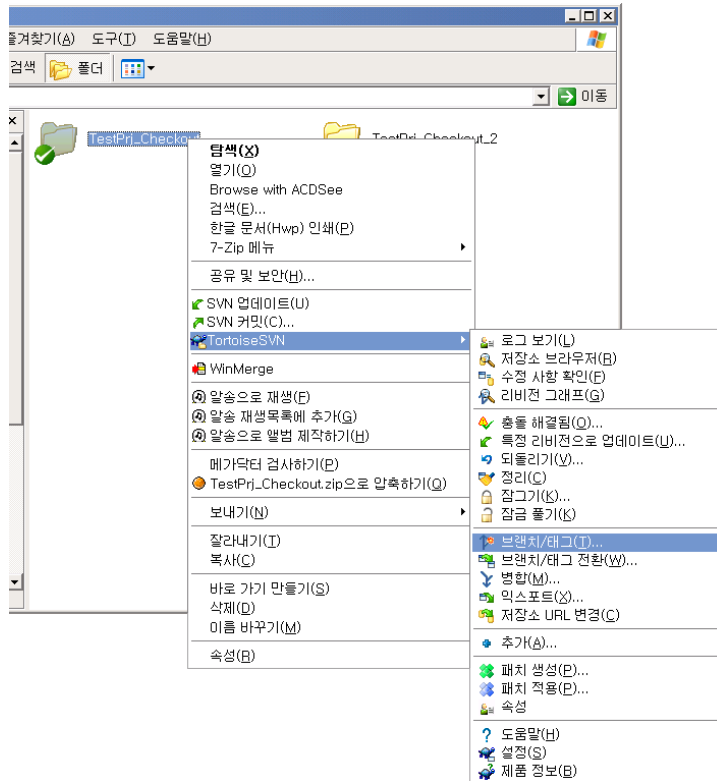 즐겨찾기(A) 도구(T) 도움말(H)
검색 폴더
이동
TestPrj_Checkout
TestPrj_Checkout_2
탐색(X)
열기(O)
Browse with ACDSee
검색(E)...
한글 문서(Hwp) 인쇄(P)
7-Zip 메뉴
공유 및 보안(H)...
SVN 업데이트(U)
SVN 커밋(C)...
TortoiseSVN
WinMerge
알송으로 재생(F)
알송 재생목록에 추가(G)
알송으로 앨범 제작하기(H)
메가닥터 검사하기(P)
TestPrj_Checkout.zip으로 압축하기(Q)
보내기(N)
잘라내기(T)
복사(C)
바로 가기 만들기(S)
삭제(D)
이름 바꾸기(M)
속성(R)
로그 보기(L)
저장소 브라우저(R)
수정 사항 확인(F)
리비전 그래프(G)
충돌 해결됨(O)...
특정 리비전으로 업데이트(U)...
되돌리기(V)...
정리(C)
잠그기(K)...
잠금 풀기(K)
브랜치/태그(T)...
브랜치/태그 전환(W)...
병합(M)...
익스포트(X)...
저장소 URL 변경(C)
추가(A)...
패치 생성(P)...
패치 적용(P)...
속성
도움말(H)
설정(S)
제품 정보(B)